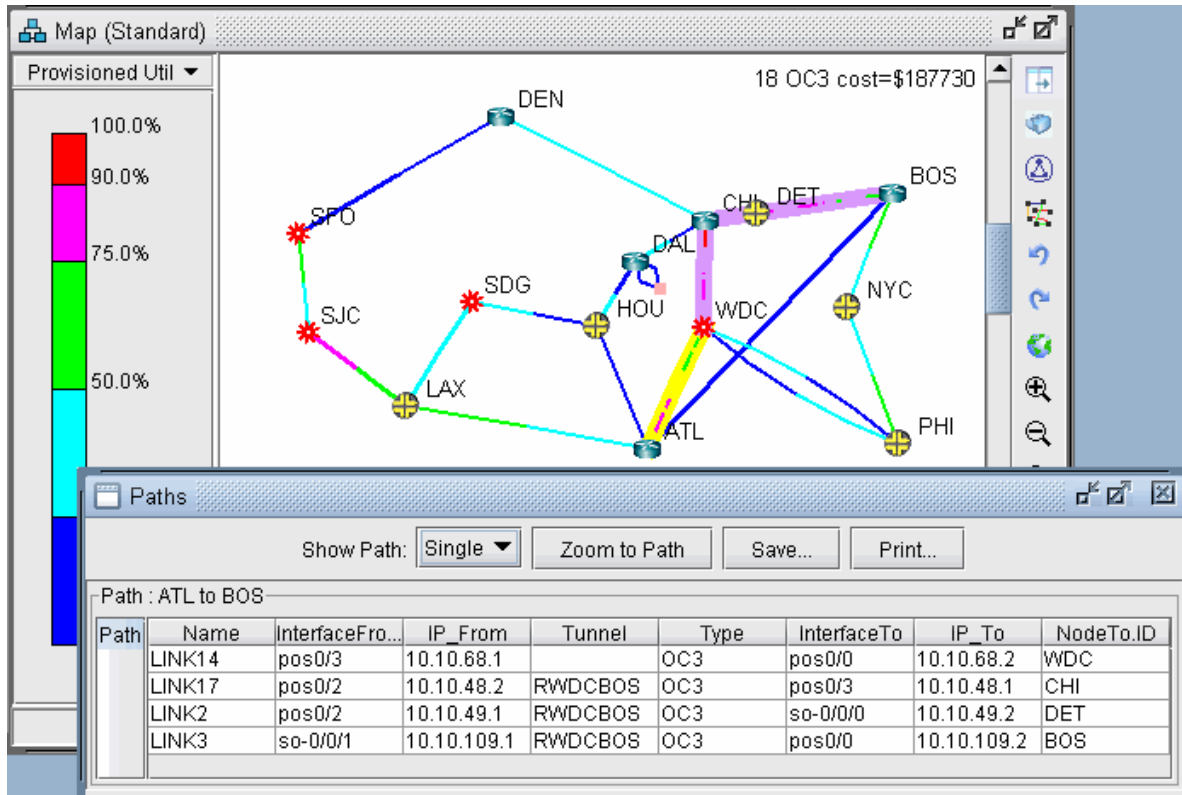 Map (Standard)
Provisioned Util
18 OC3 cost=$187730
100.0%
90.0%
75.0%
50.0%
DEN
BOS
CHI
DET
SFO
DAL
SDG
HOU
WDC
NYC
SJC
LAX
ATL
PHI
Paths
Show Path: Single Zoom to Path Save... Print...
Path : ATL to BOS
Path Name InterfaceFro... IP_From Tunnel Type InterfaceTo IP_To NodeTo.ID
LINK14 pos0/3 10.10.68.1 OC3 pos0/0 10.10.68.2 WDC
LINK17 pos0/2 10.10.48.2 RWDCBOS OC3 pos0/3 10.10.48.1 CHI
LINK2 pos0/2 10.10.49.1 RWDCBOS OC3 so-0/0/0 10.10.49.2 DET
LINK3 so-0/0/1 10.10.109.1 RWDCBOS OC3 pos0/0 10.10.109.2 BOS